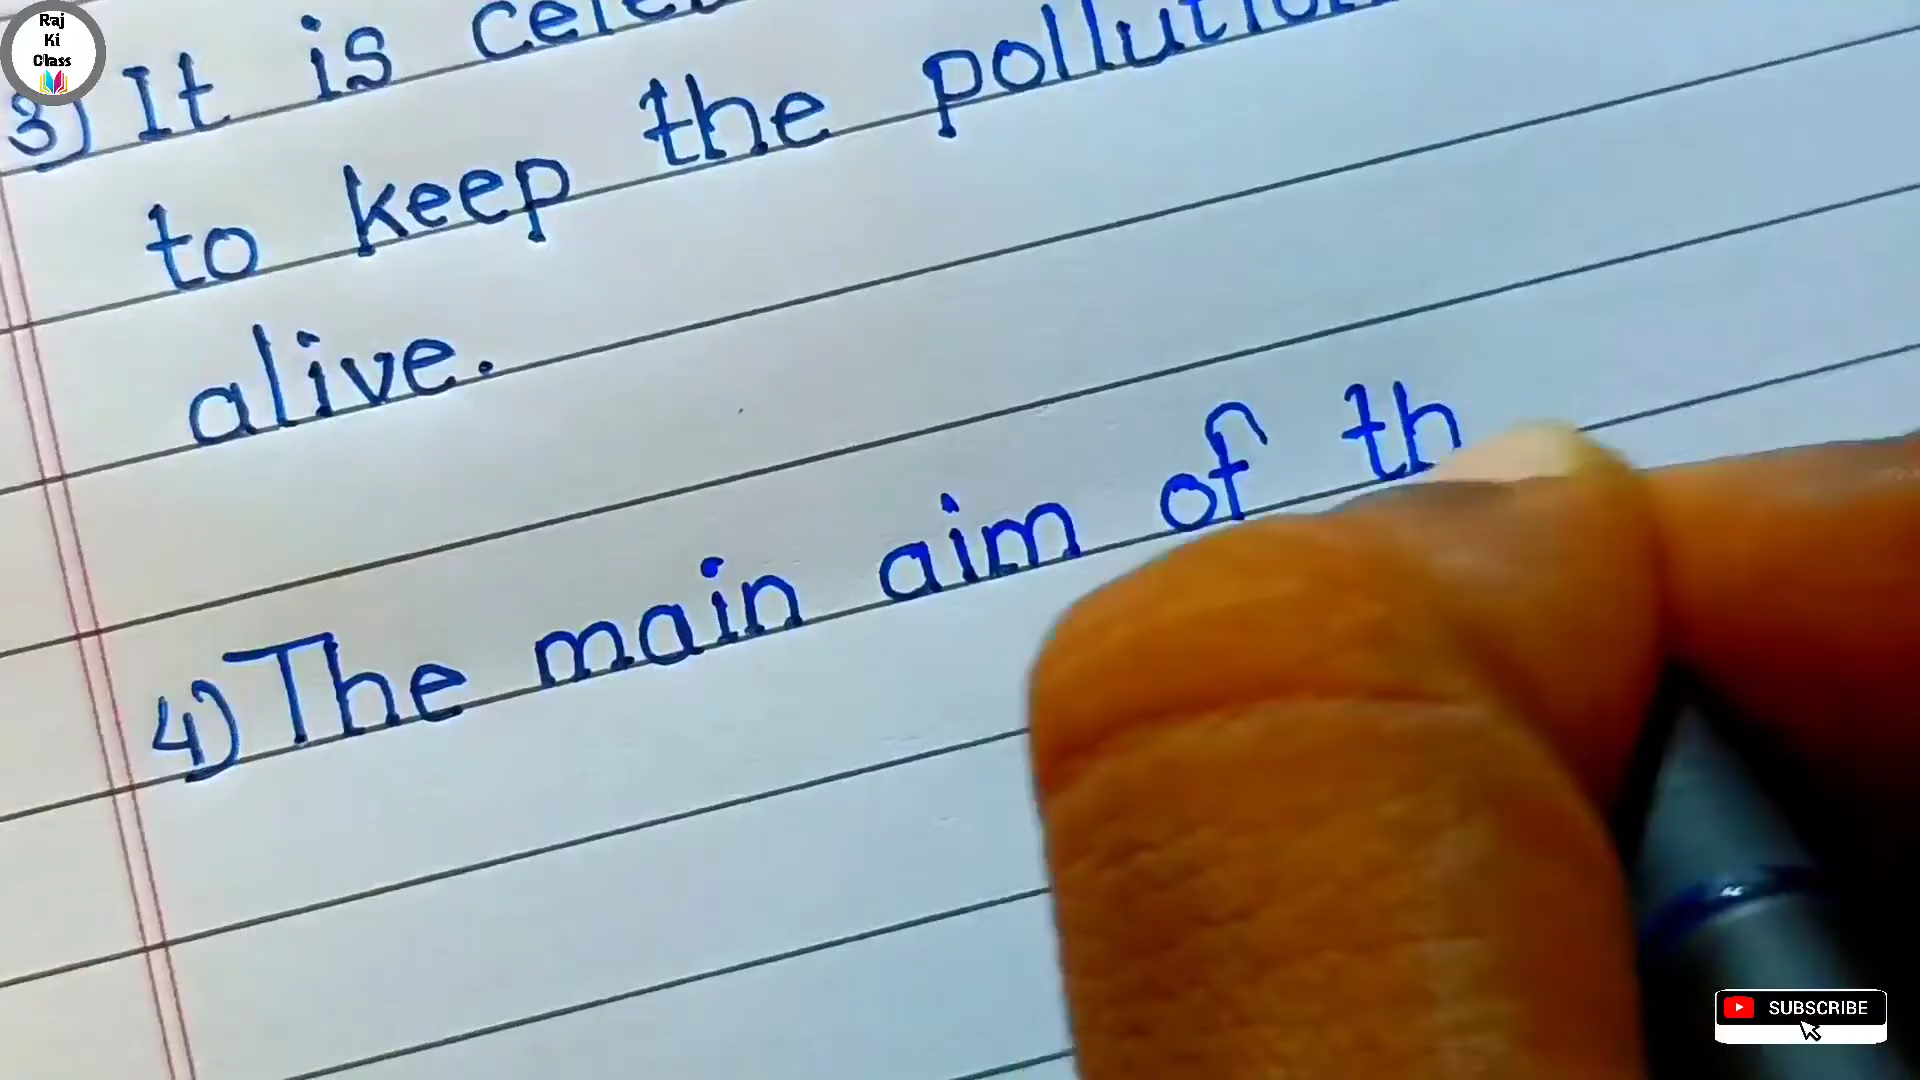 Raj
Ki
Class
3) It is
to keep the
alive.
4) The main aim of th
SUBSCRIBE